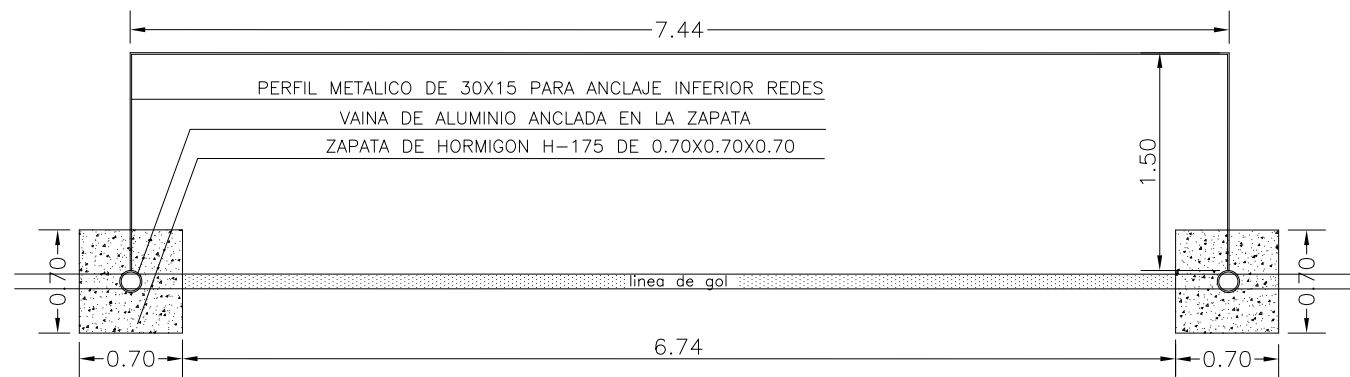 7.44
PERFIL METALICO DE 30X15 PARA ANCLAJE INFERIOR REDES
VAINA DE ALUMINIO ANCLADA EN LA ZAPATA
ZAPATA DE HORMIGON H-175 DE 0.70X0.70X0.70
1.50
0.70
linea de gol
0.70
0.70
6.74
0.70